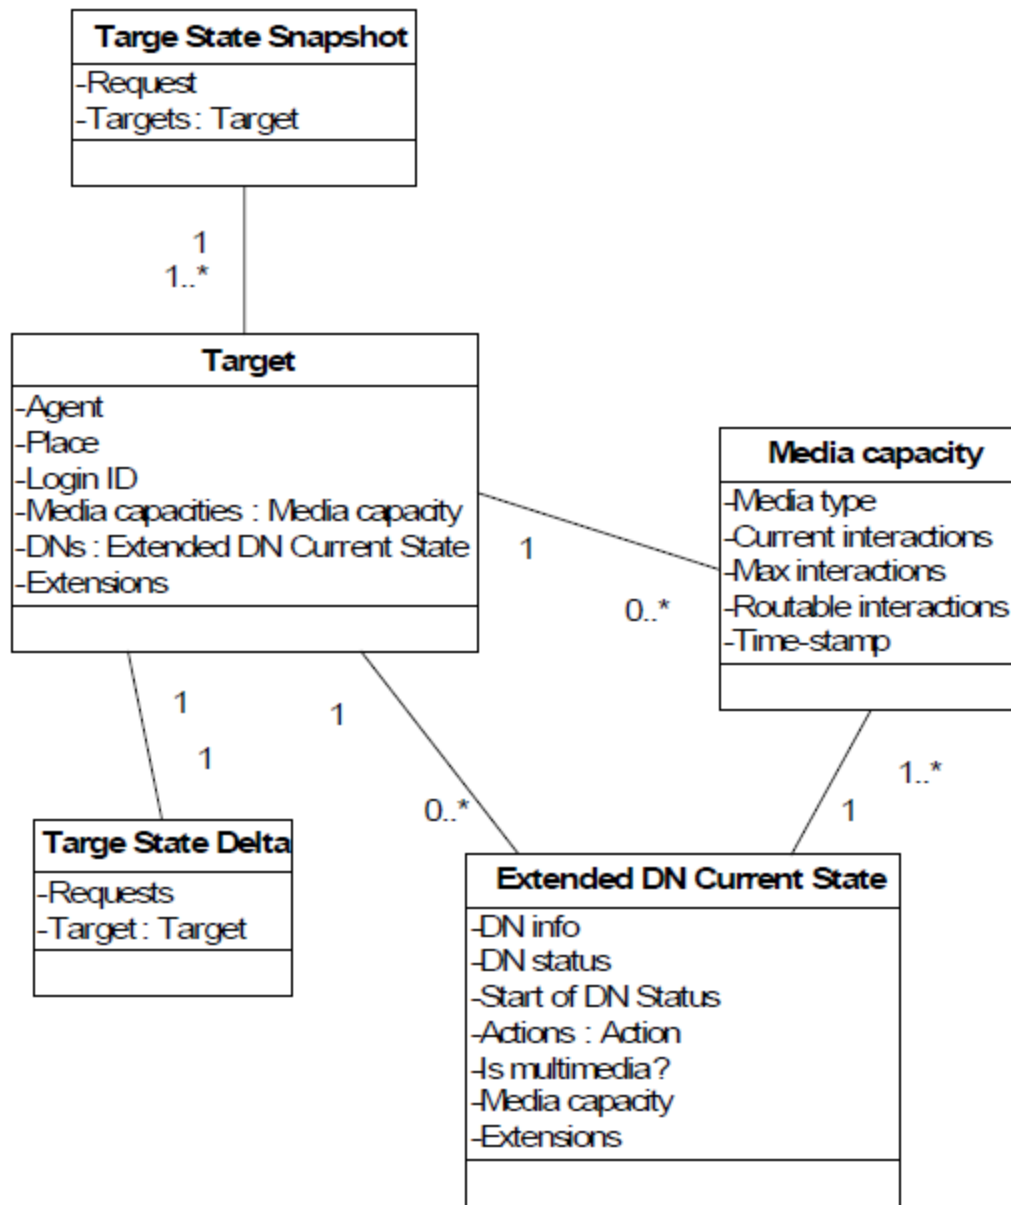 Targe State Snapshot
-Request
-Targets : Target
1
1..*
Target
-Agent
-Place
-Login ID
-Media capacities : Media capacity
-DNs : Extended DN Current State
-Extensions
Media capacity
-Media type
-Current interactions
-Max interactions
-Routable interactions
-Time-stamp
1
0..*
1
1
1
0..*
1..*
1
Targe State Delta
-Requests
-Target : Target
Extended DN Current State
-DN info
-DN status
-Start of DN Status
-Actions : Action
-Is multimedia?
-Media capacity
-Extensions